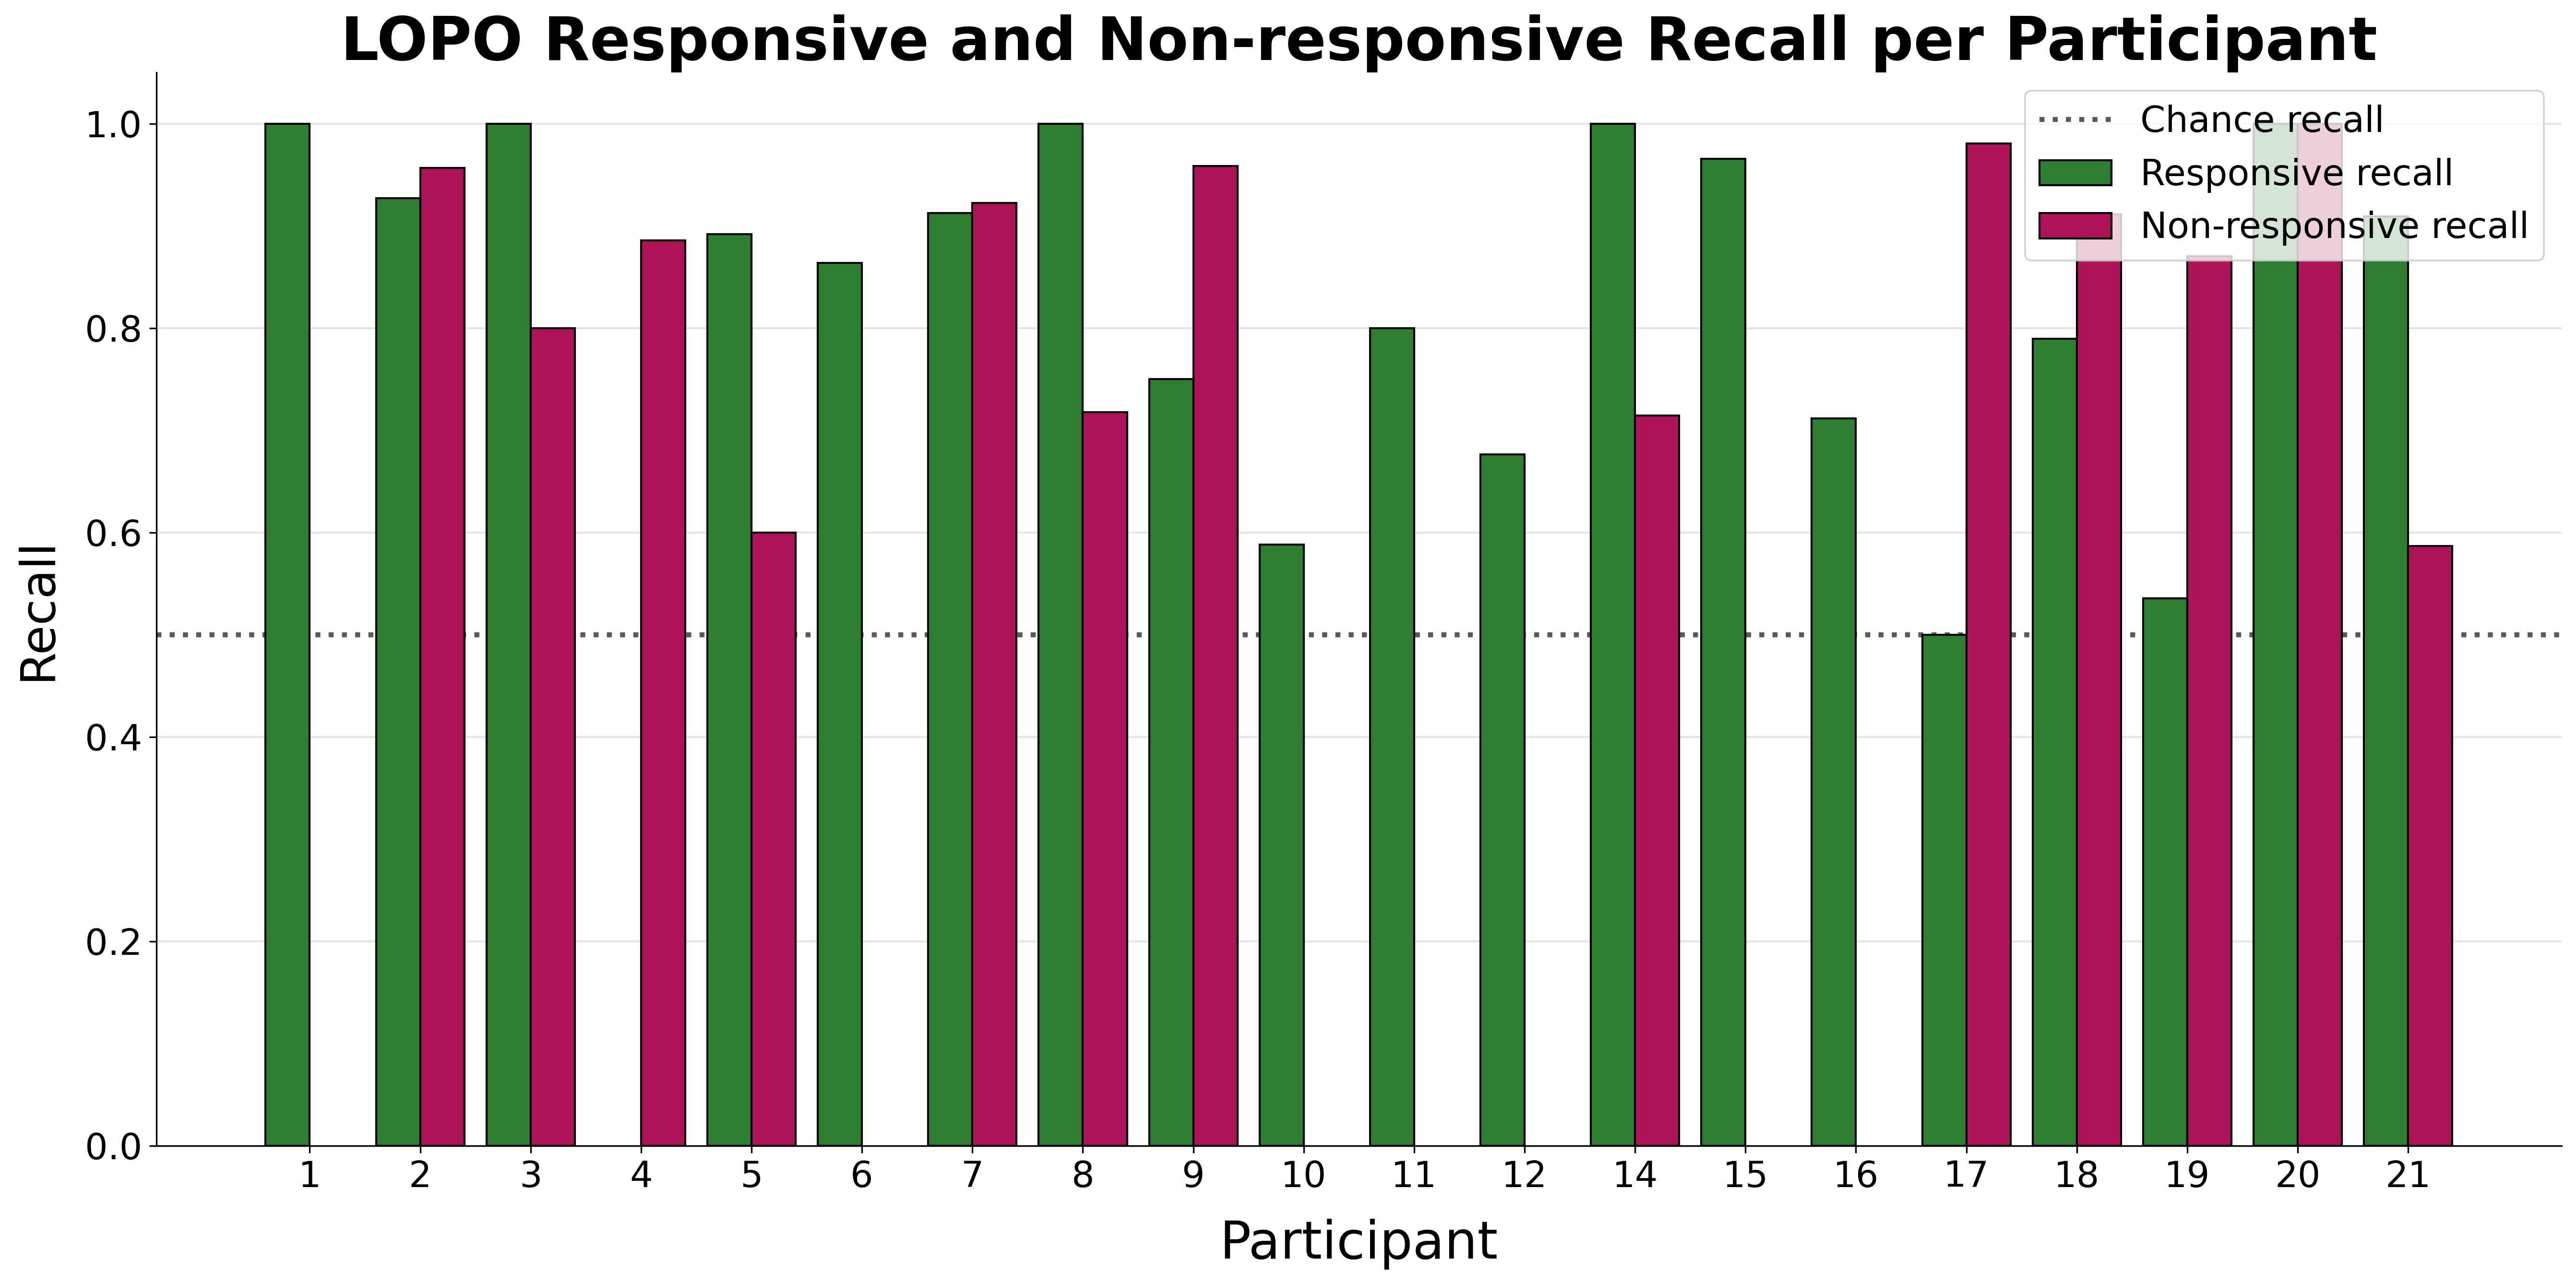 LOPO Responsive and Non-responsive Recall per Participant
Chance recall
Responsive recall
Non-responsive recall
1.0
0.8
0.6
0.4
0.2
0.0
Recall
1 2 3 4 5 6 7 8 9 10 11 12 14 15 16 17 18 19 20 21
Participant